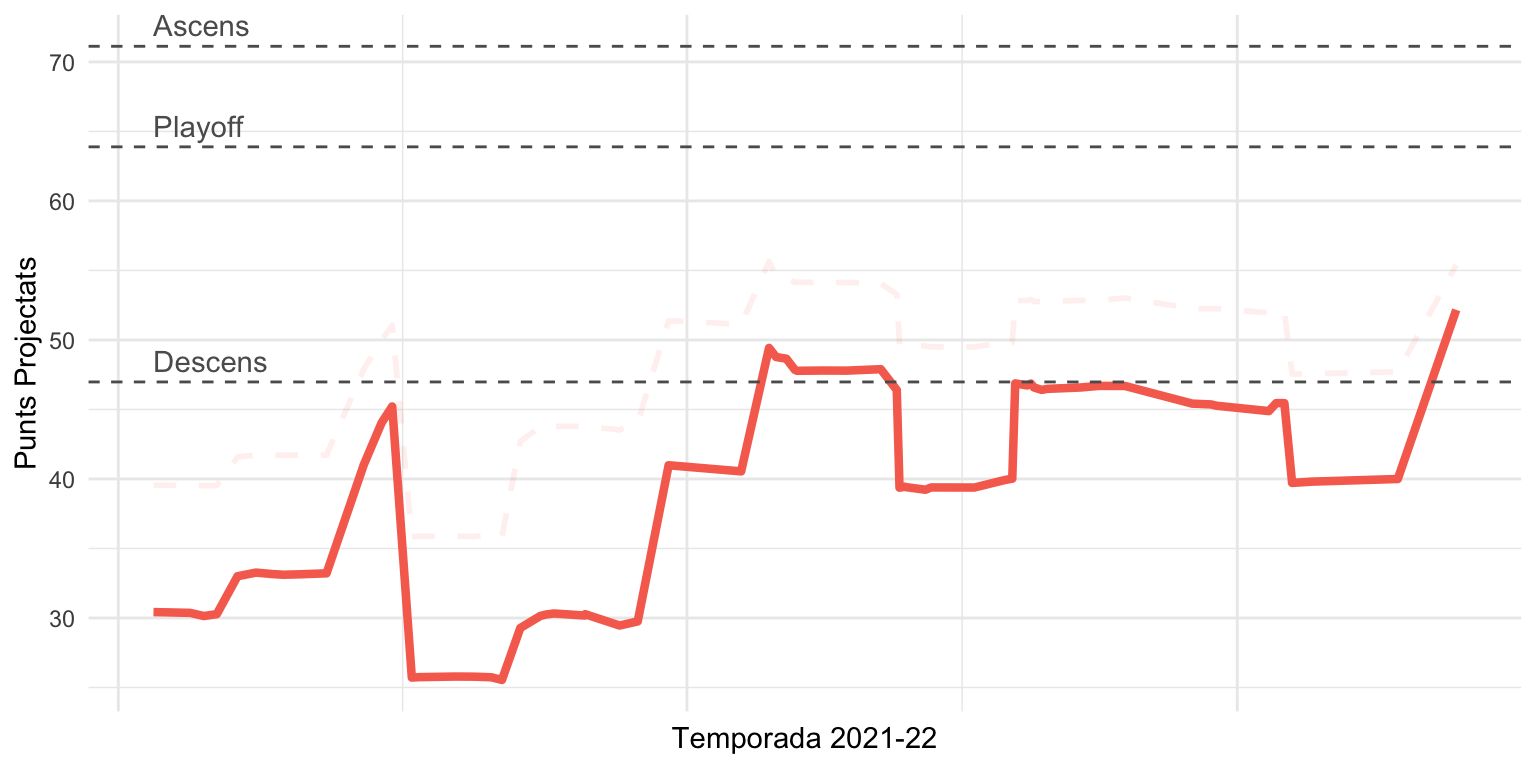 Ascens
70
Playoff
60
50
Descens
40
30
Punts Projectats
Temporada 2021-22